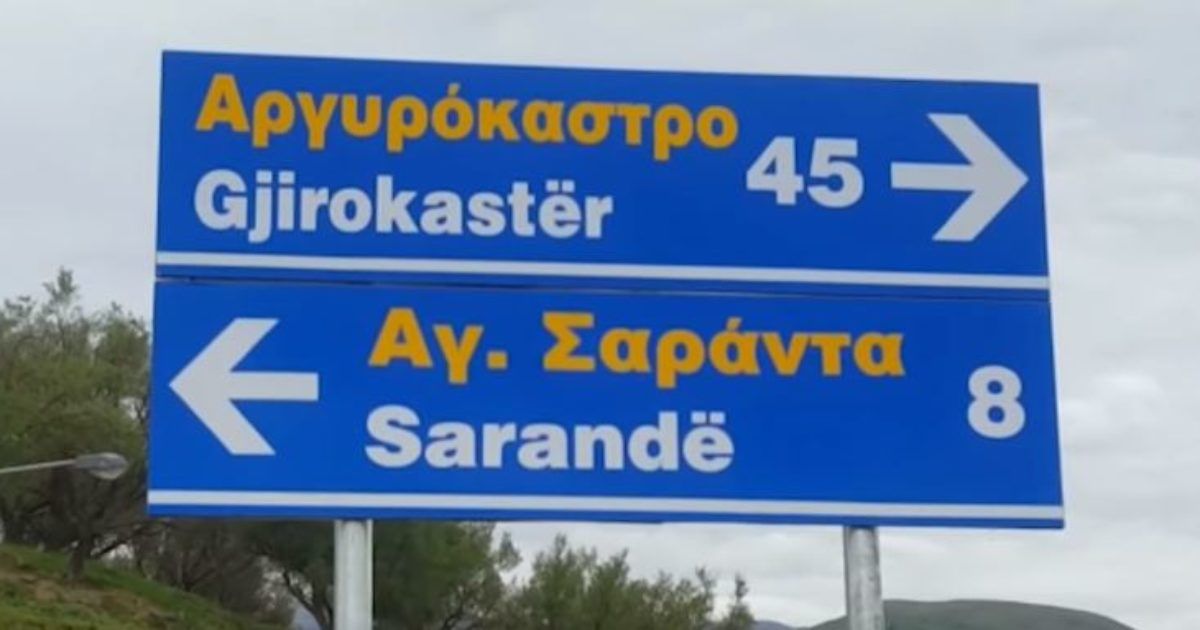 Αργυρόκαστρο
Gjirokastër
45
Αγ. Σαράντα
Sarandë
8